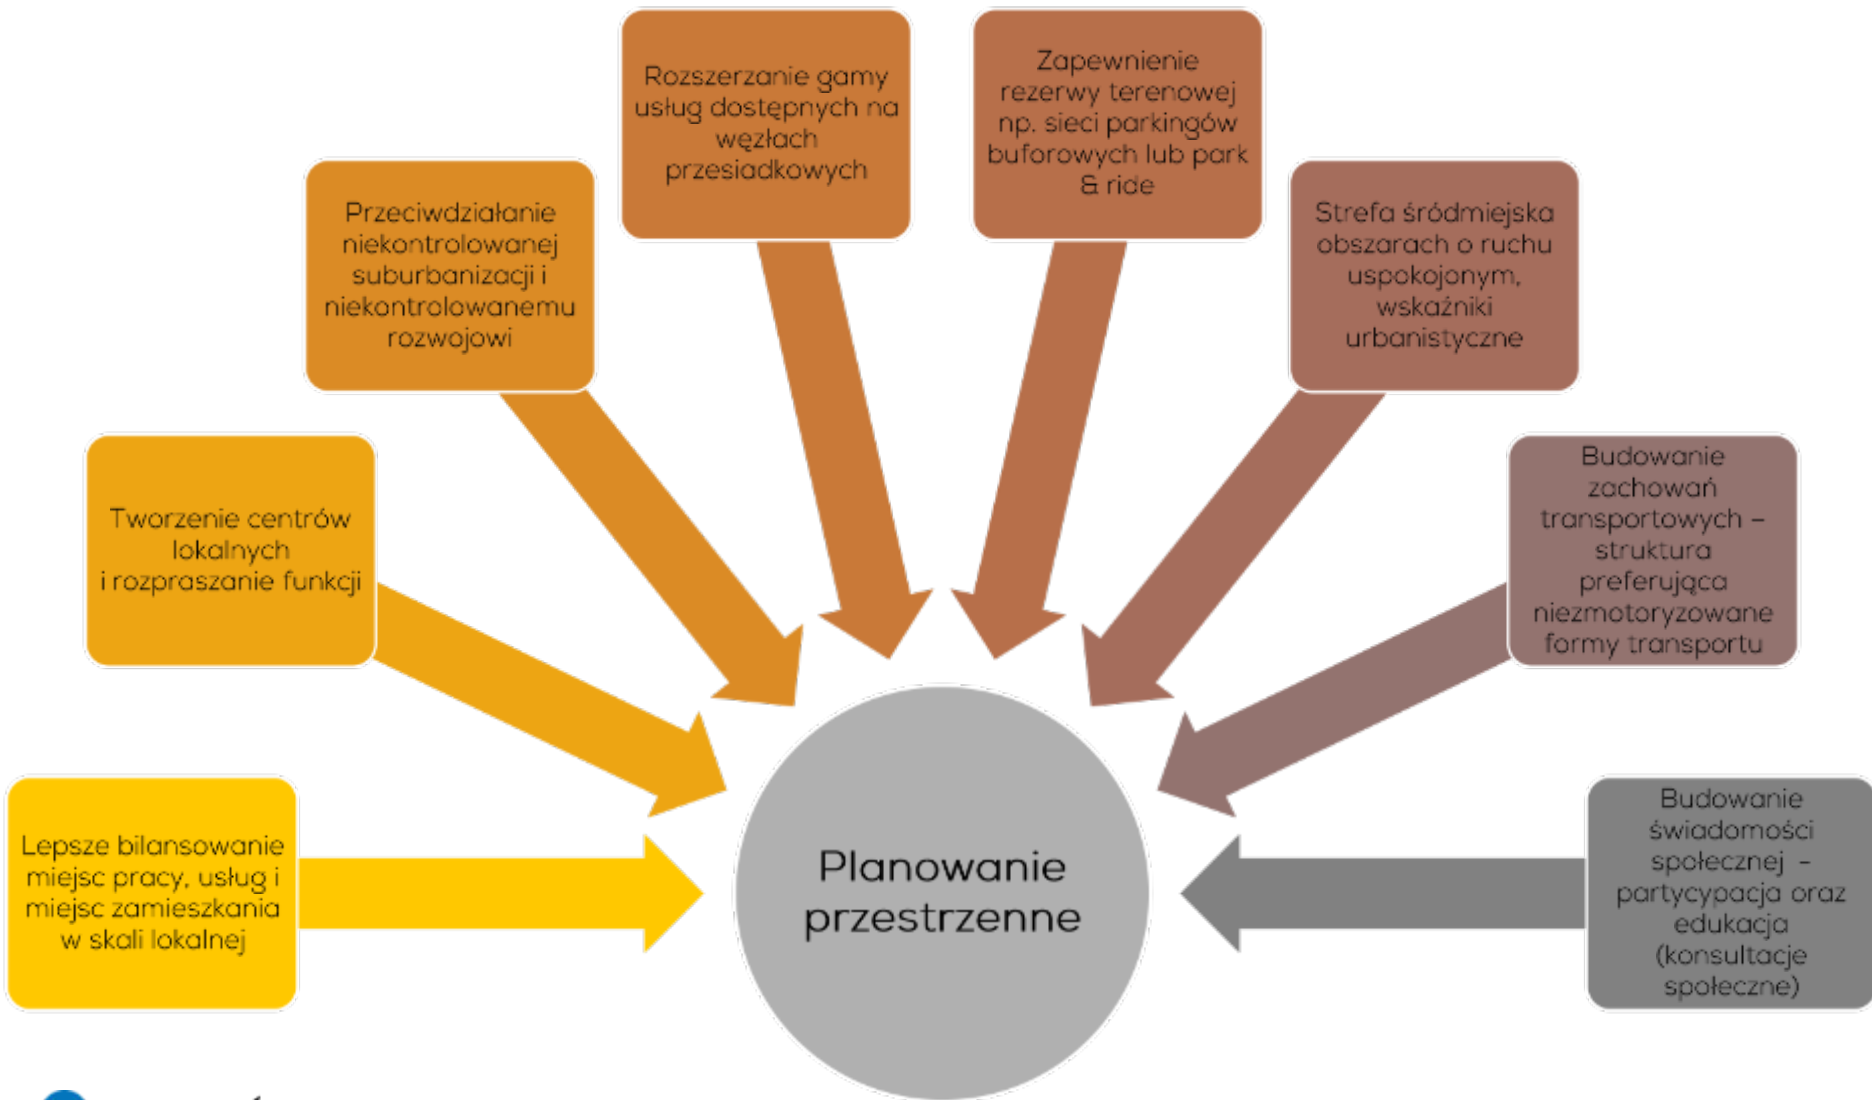 Rozszerzanie gamy
usług dostępnych na
węzłach
przesiadkowych
Zapewnienie
rezerwy terenowej
np. sieci parkingów
buforowych lub park
& ride
Przeciwdziałanie
niekontrolowanej
suburbanizacji i
niekontrolowanemu
rozwojowi
Strefa śródmiejska
obszarach o ruchu
uspokojonym,
wskaźniki
urbanistyczne
Tworzenie centrów
lokalnych
i rozpraszanie funkcji
Budowanie
zachowań
transportowych –
struktura
preferująca
niezmotoryzowane
formy transportu
Lepsze bilansowanie
miejsc pracy, usług i
miejsc zamieszkania
w skali lokalnej
Planowanie
przestrzenne
Budowanie
świadomości
społecznej -
partycypacja oraz
edukacja
(konsultacje
społeczne)